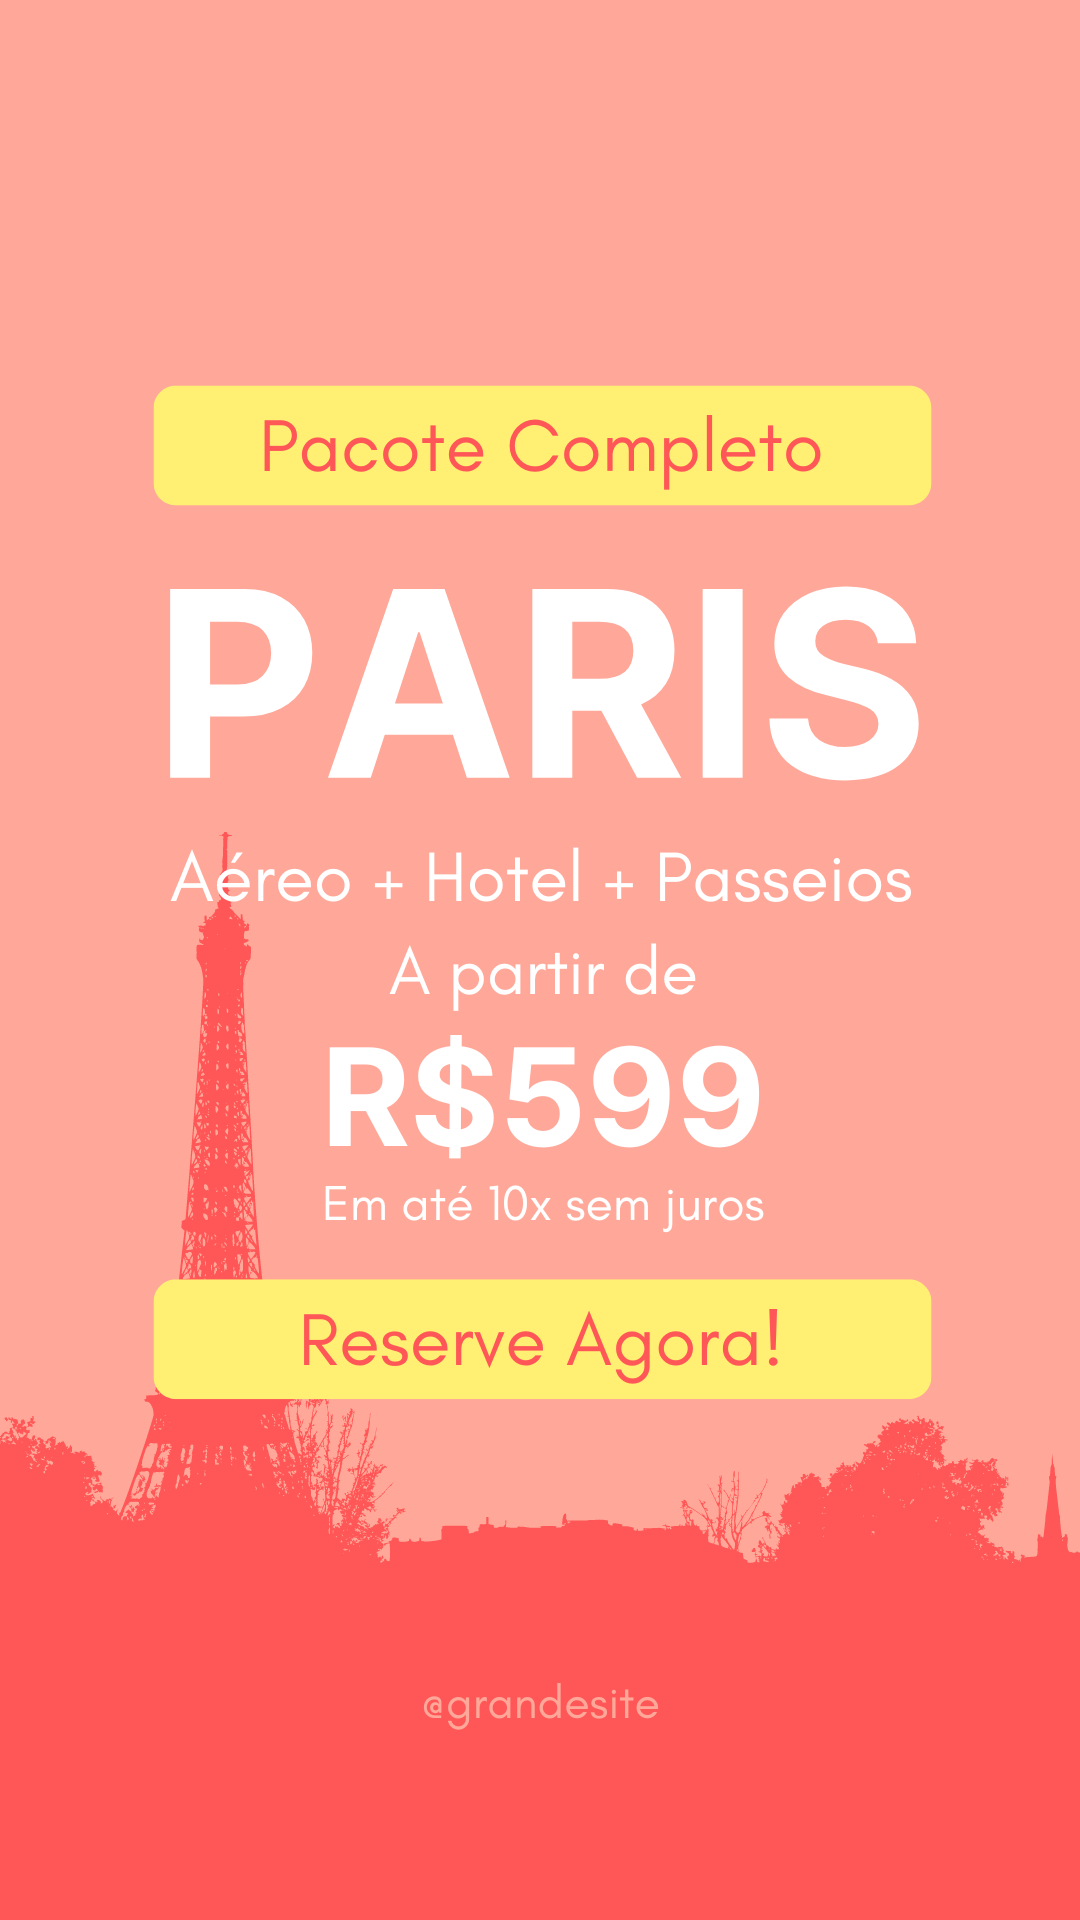 Pacote Completo
PARIS
Aéreo + Hotel + Passeios
A partir de
R$599
Em até 10x sem juros
Reserve Agora!
@grandesite